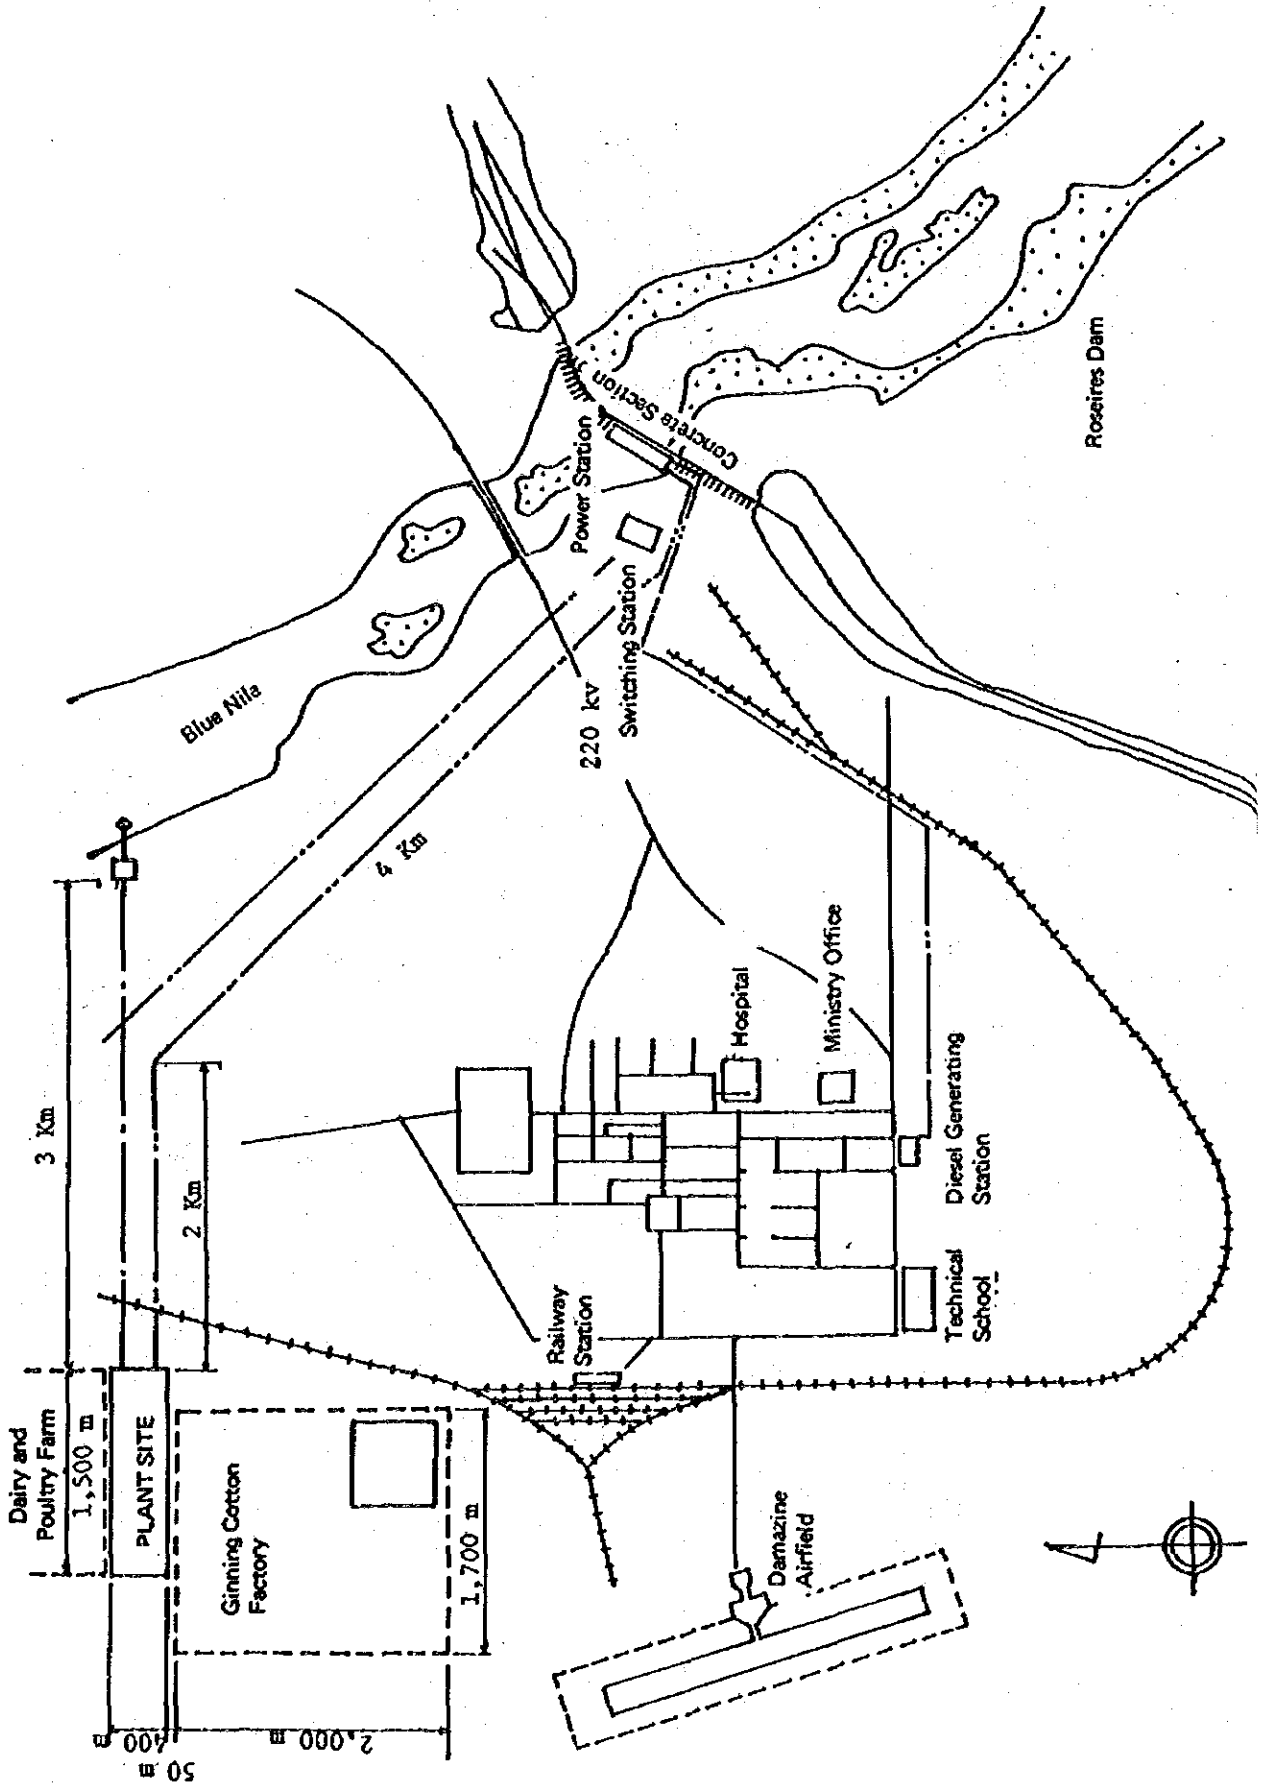 Dairy and
Poultry Farm
1,500 m
3 Km
PLANT SITE
2 Km
400 m
50 m
2,000 m
Ginning Cotton
Factory
1,700 m
4 Km
Blue Nila
Railway
Station
220 kv
Power Station
Switching Station
Concrete Section
Hospital
Ministry Office
Damazine
Airfield
Technical
School
Diesel Generating
Station
Roseires Dam